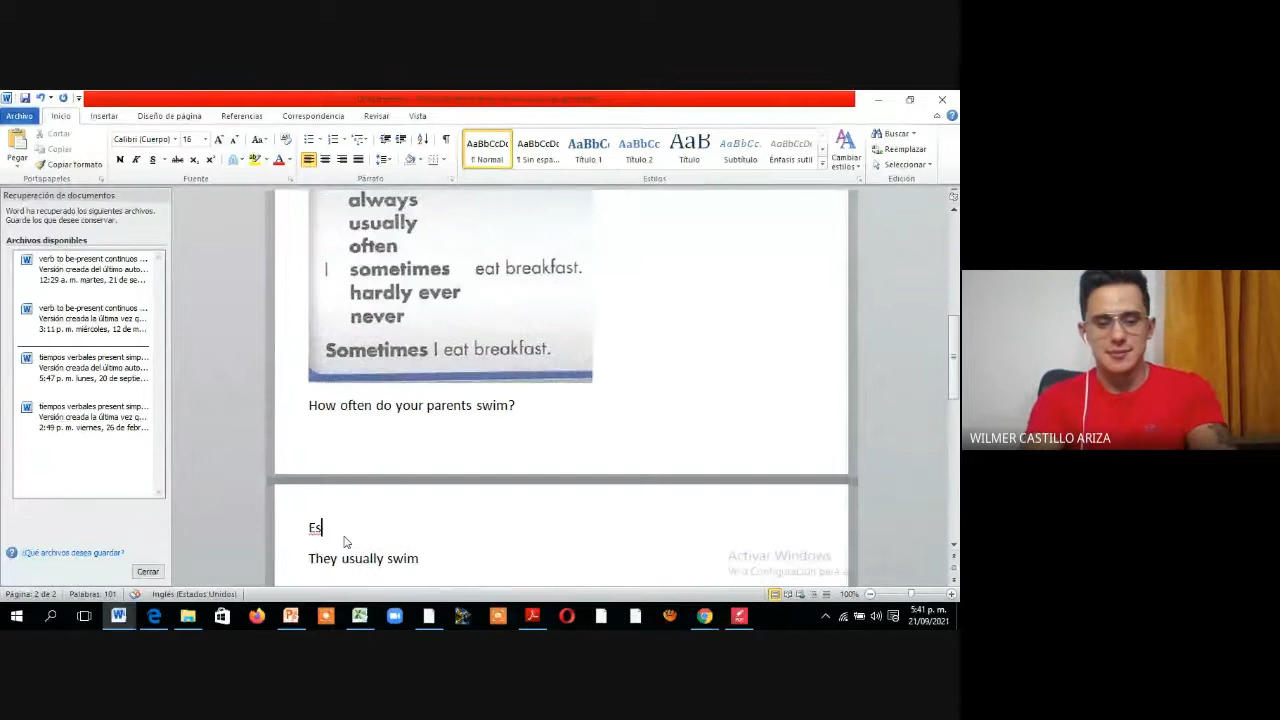 Archivo Inicio Insertar Diseño de página Referencias Correspondencia Revisar Vista
Pegar
Cortar
Copiar
Copiar formato
Portapapeles
Calibri (Cuerpo) 16
Fuente
Párrafo
AaBbCcDc AaBbCcDc AaBbC AaBbCc AaB AaBbCc. AaBbCcDc
¶ Normal ¶ Sin espa... Título 1 Título 2 Título Subtítulo Énfasis sutil
Estilos
Cambiar estilos
Buscar
Reemplazar
Seleccionar
Edición
Recuperación de documentos
Word ha recuperado los siguientes archivos.
Guarde los que desee conservar.
Archivos disponibles
verb to be-present continuos ...
Versión creada del último auto...
12:29 a. m. martes, 21 de se...
verb to be-present continuos ...
Versión creada la última vez q...
3:11 p. m. miércoles, 12 de m...
tiempos verbales present simp...
Versión creada del último auto...
5:47 p. m. lunes, 20 de septie...
tiempos verbales present simp...
Versión creada la última vez q...
2:49 p. m. viernes, 26 de febr...
¿Qué archivos desea guardar?
Cerrar
always
usually
often
I sometimes eat breakfast.
hardly ever
never
Sometimes I eat breakfast.
How often do your parents swim?
Es
They usually swim
Activar Windows
WILMER CASTILLO ARIZA
Página: 2 de 2 Palabras: 101 Inglés (Estados Unidos) 100%
5:41 p. m.
21/09/2021